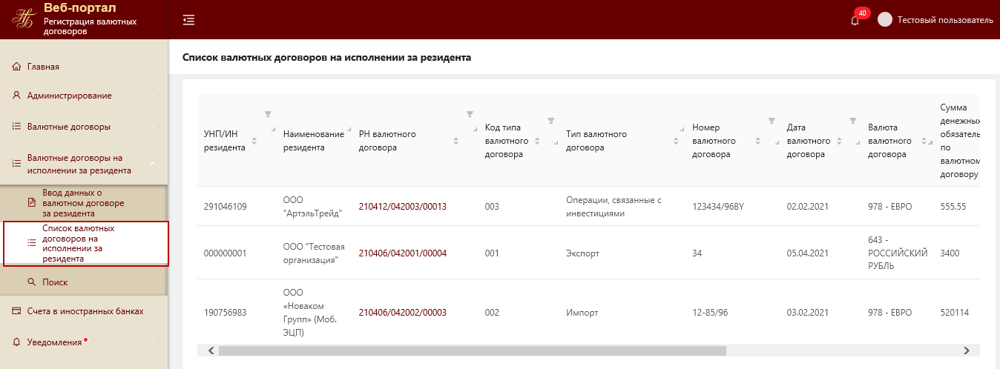 Веб-портал
Регистрация валютных
договоров
40
Тестовый пользователь
Главная
Администрирование
Валютные договоры
Валютные договоры на
исполнении за резидента
Ввод данных о
валютном договоре
за резидента
Список валютных
договоров на
исполнении за
резидента
Поиск
Счета в иностранных банках
Уведомления
Список валютных договоров на исполнении за резидента
УНП/ИН
резидента
Наименование
резидента
РН валютного
договора
Код типа
валютного
договора
Тип валютного
договора
Номер
валютного
договора
Дата
валютного
договора
Валюта
валютного
договора
Сумма
денежных
обязатель
по
валютном
договору
291046109
ООО
"АртэльТрейд"
210412/042003/00013
003
Операции, связанные с
инвестициями
123434/96BY
02.02.2021
978 - ЕВРО
555.55
000000001
ООО "Тестовая
организация"
210406/042001/00004
001
Экспорт
34
05.04.2021
643 -
РОССИЙСКИЙ
РУБЛЬ
3400
190756983
ООО
«Новаком
Групп» (Моб.
ЭЦП)
210406/042002/00003
002
Импорт
12-85/96
03.02.2021
978 - ЕВРО
520114